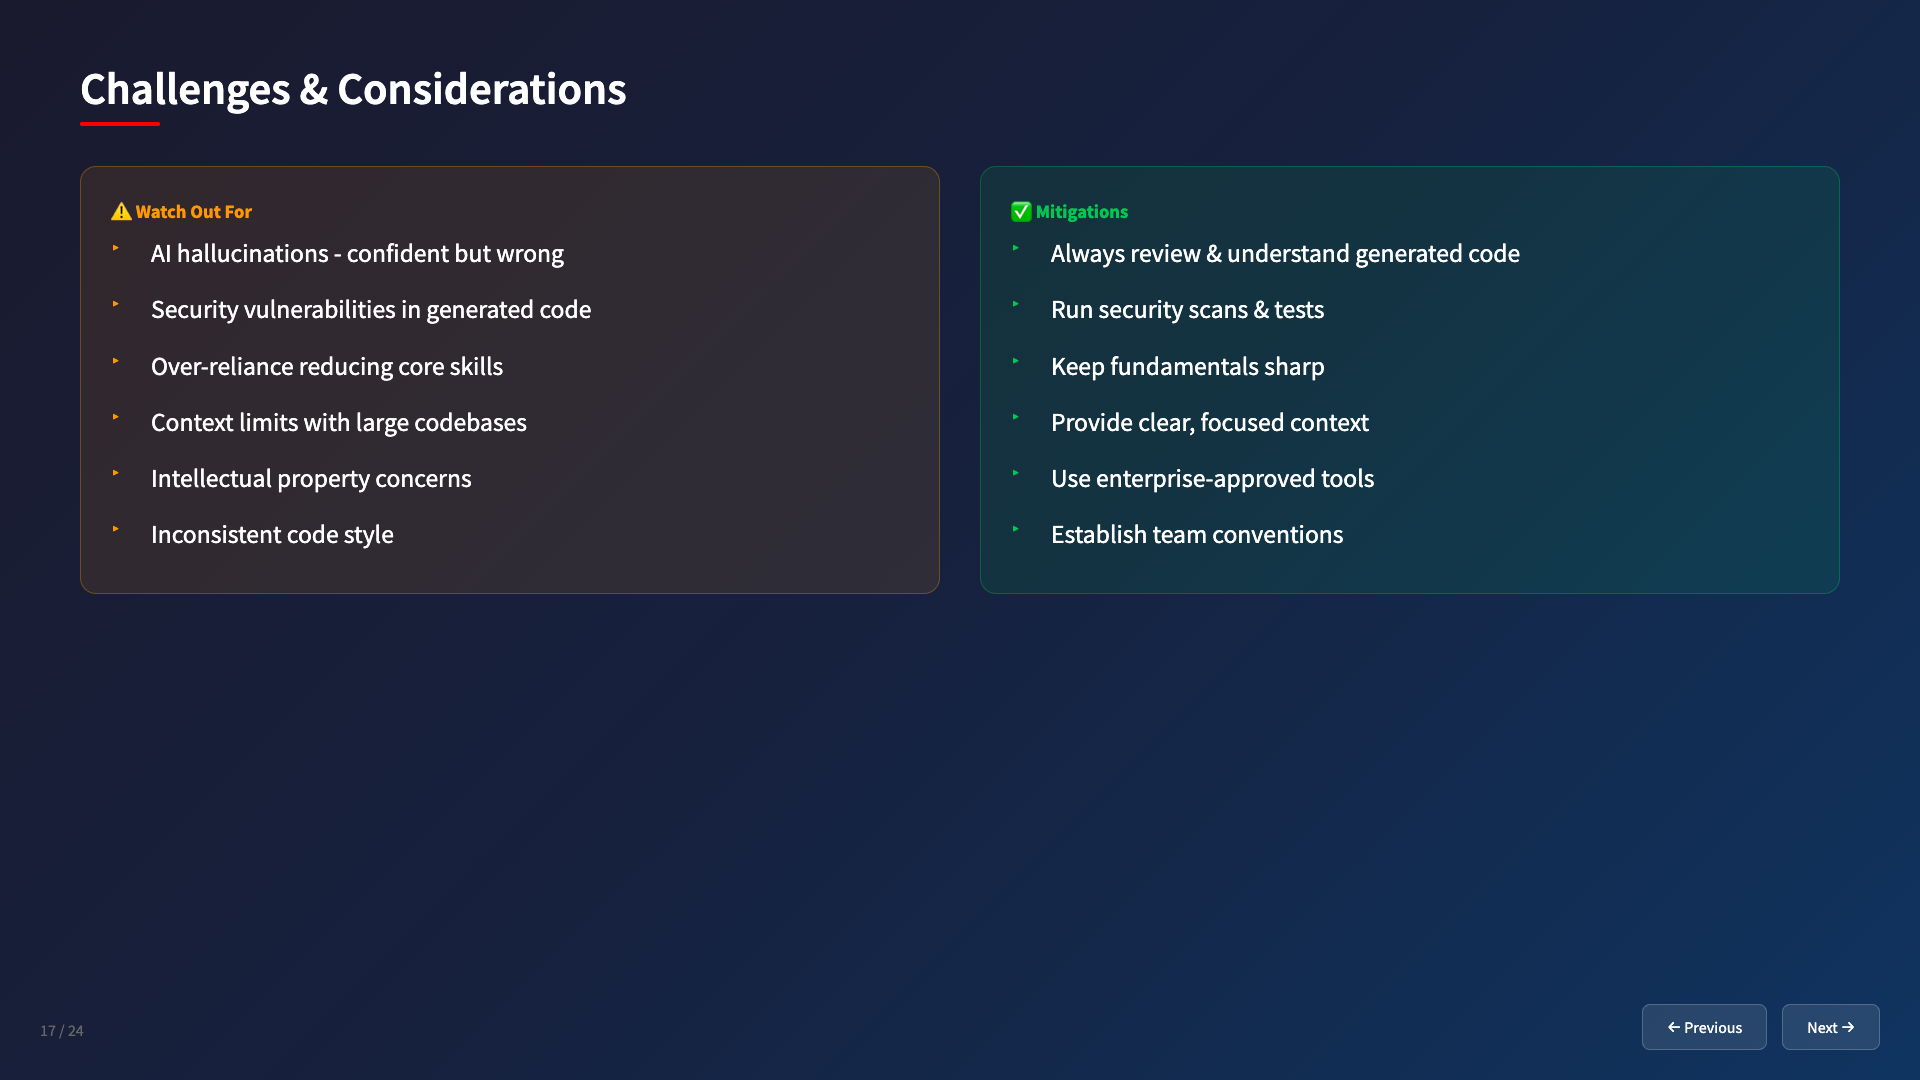 Challenges & Considerations
⚠️ Watch Out For
‣ AI hallucinations - confident but wrong
‣ Security vulnerabilities in generated code
‣ Over-reliance reducing core skills
‣ Context limits with large codebases
‣ Intellectual property concerns
‣ Inconsistent code style
✅ Mitigations
‣ Always review & understand generated code
‣ Run security scans & tests
‣ Keep fundamentals sharp
‣ Provide clear, focused context
‣ Use enterprise-approved tools
‣ Establish team conventions
17 / 24
← Previous
Next →